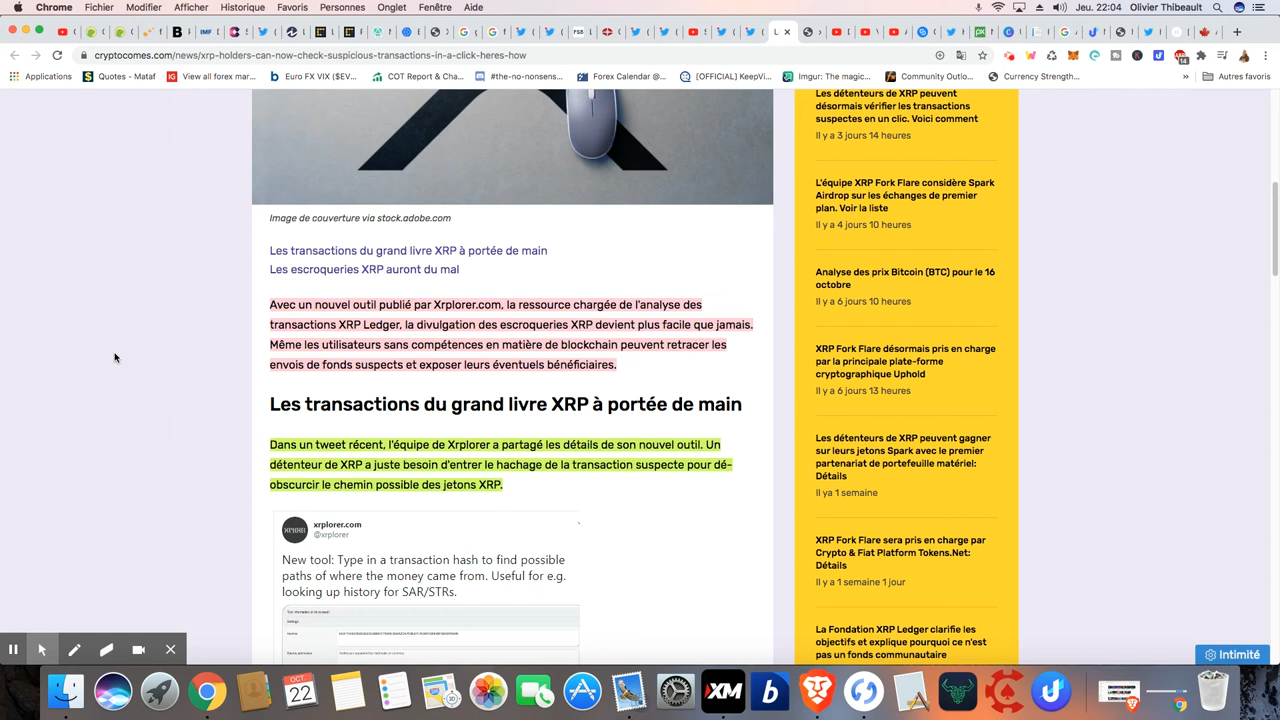 Chrome Fichier Modifier Afficher Historique Favoris Personnes Onglet Fenêtre Aide
Jeu. 22:04 Olivier Thibeault
cryptocomes.com/news/xrp-holders-can-now-check-suspicious-transactions-in-a-click-heres-how
Applications Quotes - Mataf View all forex mar... Euro FX VIX ($EV... COT Report & Cha... #the-no-nonsens... Forex Calendar @... [OFFICIAL] KeepVi... Imgur: The magic... Community Outlo... Currency Strength... » Autres favoris
Image de couverture via stock.adobe.com
Les transactions du grand livre XRP à portée de main
Les escroqueries XRP auront du mal
Avec un nouvel outil publié par Xrplorer.com, la ressource chargée de l'analyse des
transactions XRP Ledger, la divulgation des escroqueries XRP devient plus facile que jamais.
Même les utilisateurs sans compétences en matière de blockchain peuvent retracer les
envois de fonds suspects et exposer leurs éventuels bénéficiaires.
Les transactions du grand livre XRP à portée de main
Dans un tweet récent, l'équipe de Xrplorer a partagé les détails de son nouvel outil. Un
détenteur de XRP a juste besoin d'entrer le hachage de la transaction suspecte pour dé-
obscurcir le chemin possible des jetons XRP.
xrplorer.com
@xrplorer
New tool: Type in a transaction hash to find possible
paths of where the money came from. Useful for e.g.
looking up history for SAR/STRs.
Les détenteurs de XRP peuvent
désormais vérifier les transactions
suspectes en un clic. Voici comment
Il y a 3 jours 14 heures
L'équipe XRP Fork Flare considère Spark
Airdrop sur les échanges de premier
plan. Voir la liste
Il y a 4 jours 10 heures
Analyse des prix Bitcoin (BTC) pour le 16
octobre
Il y a 6 jours 10 heures
XRP Fork Flare désormais pris en charge
par la principale plate-forme
cryptographique Uphold
Il y a 6 jours 13 heures
Les détenteurs de XRP peuvent gagner
sur leurs jetons Spark avec le premier
partenariat de portefeuille matériel:
Détails
Il ya 1 semaine
XRP Fork Flare sera pris en charge par
Crypto & Fiat Platform Tokens.Net:
Détails
Il y a 1 semaine 1 jour
La Fondation XRP Ledger clarifie les
objectifs et explique pourquoi ce n'est
pas un fonds communautaire
Intimité
OCT.
22
XM
b